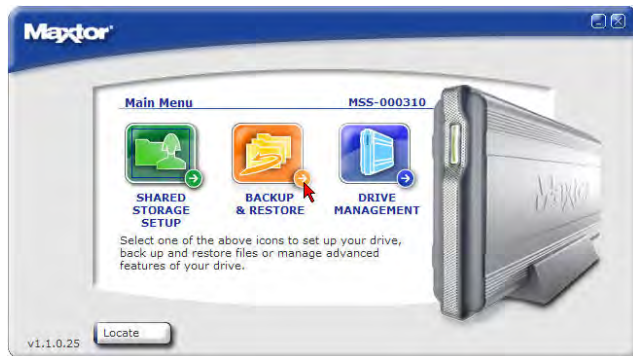 Maxtor
Main Menu MSS-000310
SHARED STORAGE SETUP
BACKUP & RESTORE
DRIVE MANAGEMENT
Select one of the above icons to set up your drive,
back up and restore files or manage advanced
features of your drive.
Maxtor
Locate
v1.1.0.25